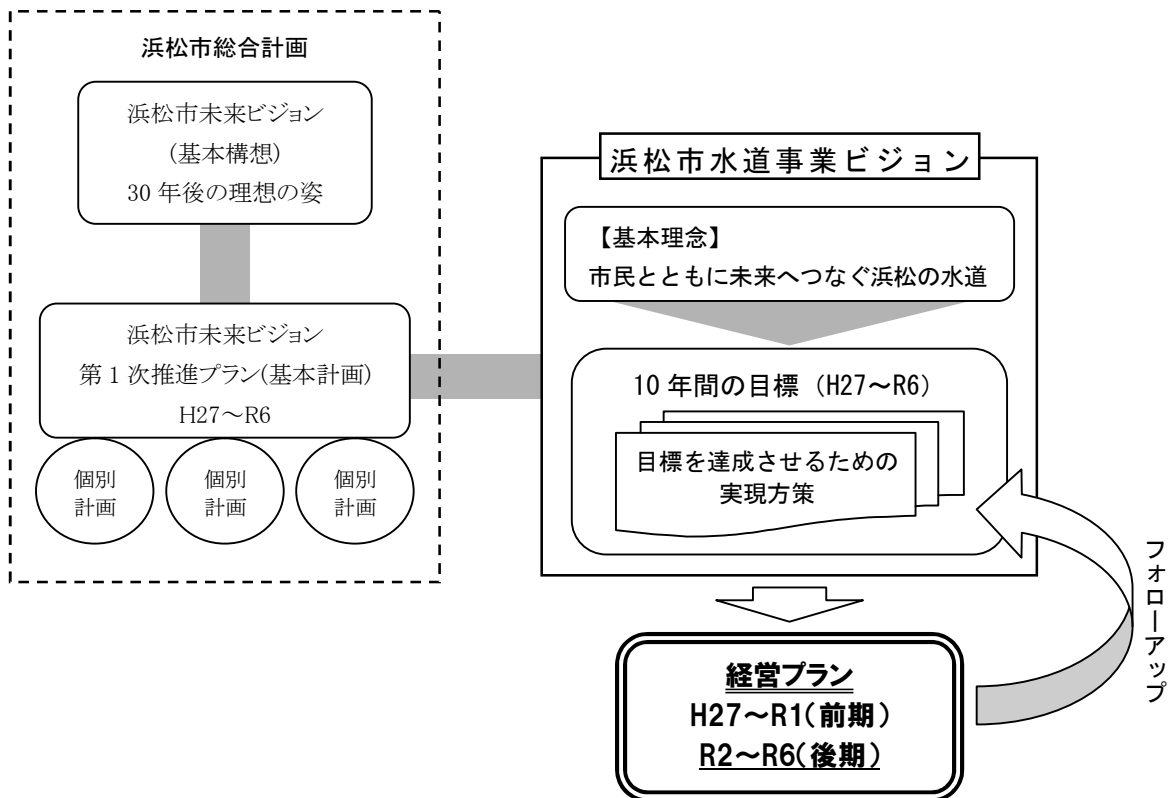 浜松市総合計画
浜松市未来ビジョン
(基本構想)
30年後の理想の姿
浜松市未来ビジョン
第1次推進プラン(基本計画)
H27~R6
個別
計画
個別
計画
個別
計画
浜松市水道事業ビジョン
【基本理念】
市民とともに未来へつなぐ浜松の水道
10年間の目標(H27~R6)
目標を達成させるための
実現方策
フォローアップ
経営プラン
H27~R1(前期)
R2~R6(後期)